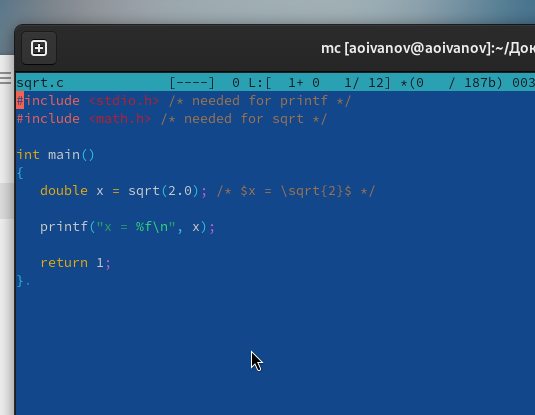 mc [aoivanov@aoivanov]:~/Док
sqrt.c [----] 0 L:[ 1+ 0 1/ 12] *(0 / 187b) 003
#include <stdio.h> /* needed for printf */
#include <math.h> /* needed for sqrt */
int main()
{
double x = sqrt(2.0); /* $x = \sqrt{2}$ */
printf("x = %f\n", x);
return 1;
}.